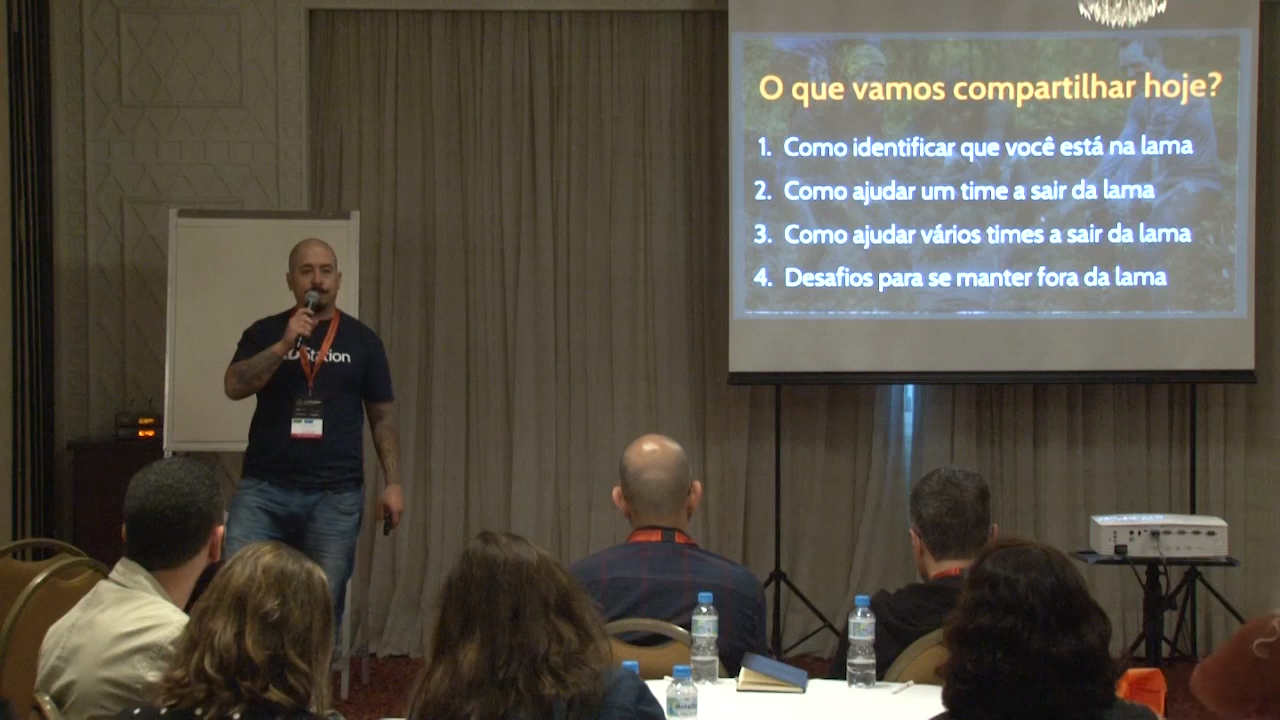 O que vamos compartilhar hoje?
1. Como identificar que você está na lama
2. Como ajudar um time a sair da lama
3. Como ajudar vários times a sair da lama
4. Desafios para se manter fora da lama
Station